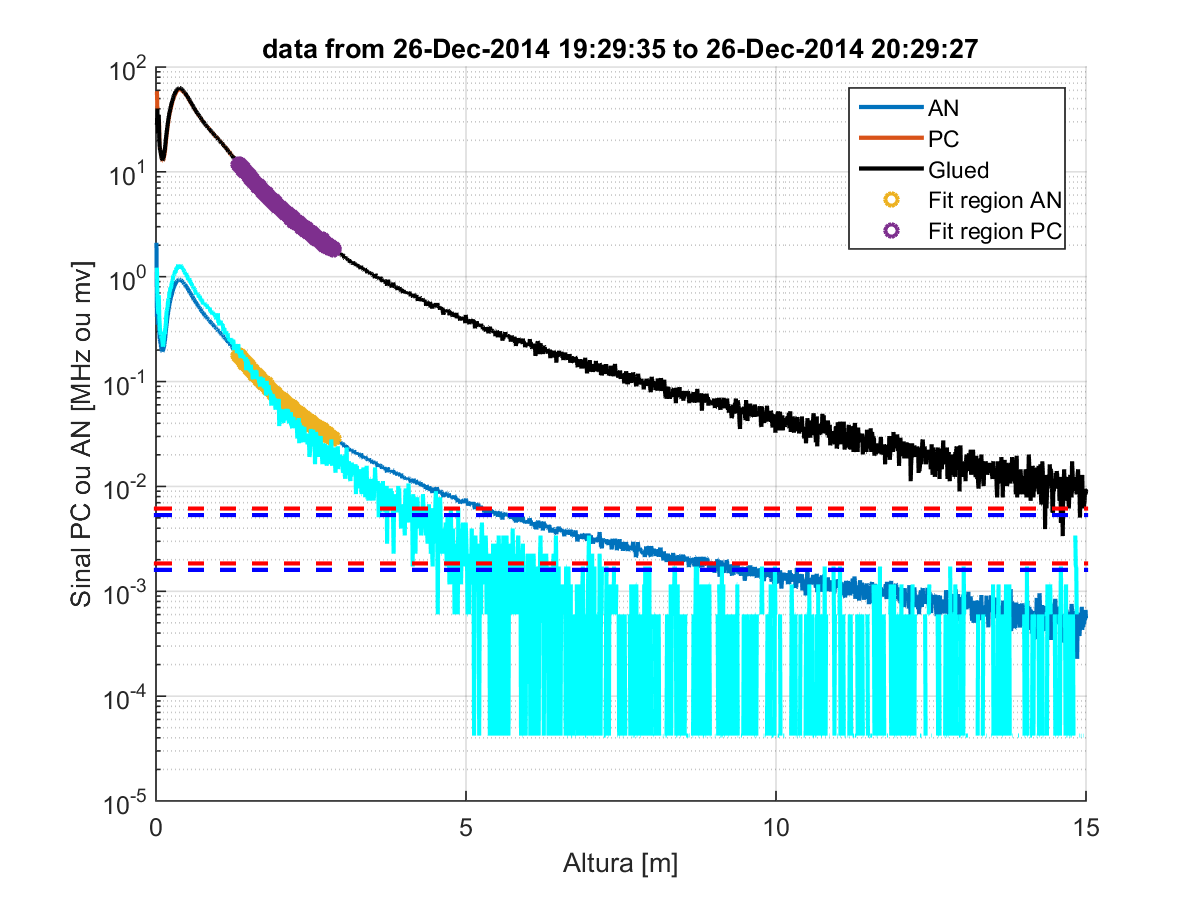 data from 26-Dec-2014 19:29:35 to 26-Dec-2014 20:29:27
10^2
10^1
10^0
10^-1
10^-2
10^-3
10^-4
10^-5
Sinal PC ou AN [MHz ou mv]
AN
PC
Glued
Fit region AN
Fit region PC
0 5 10 15
Altura [m]